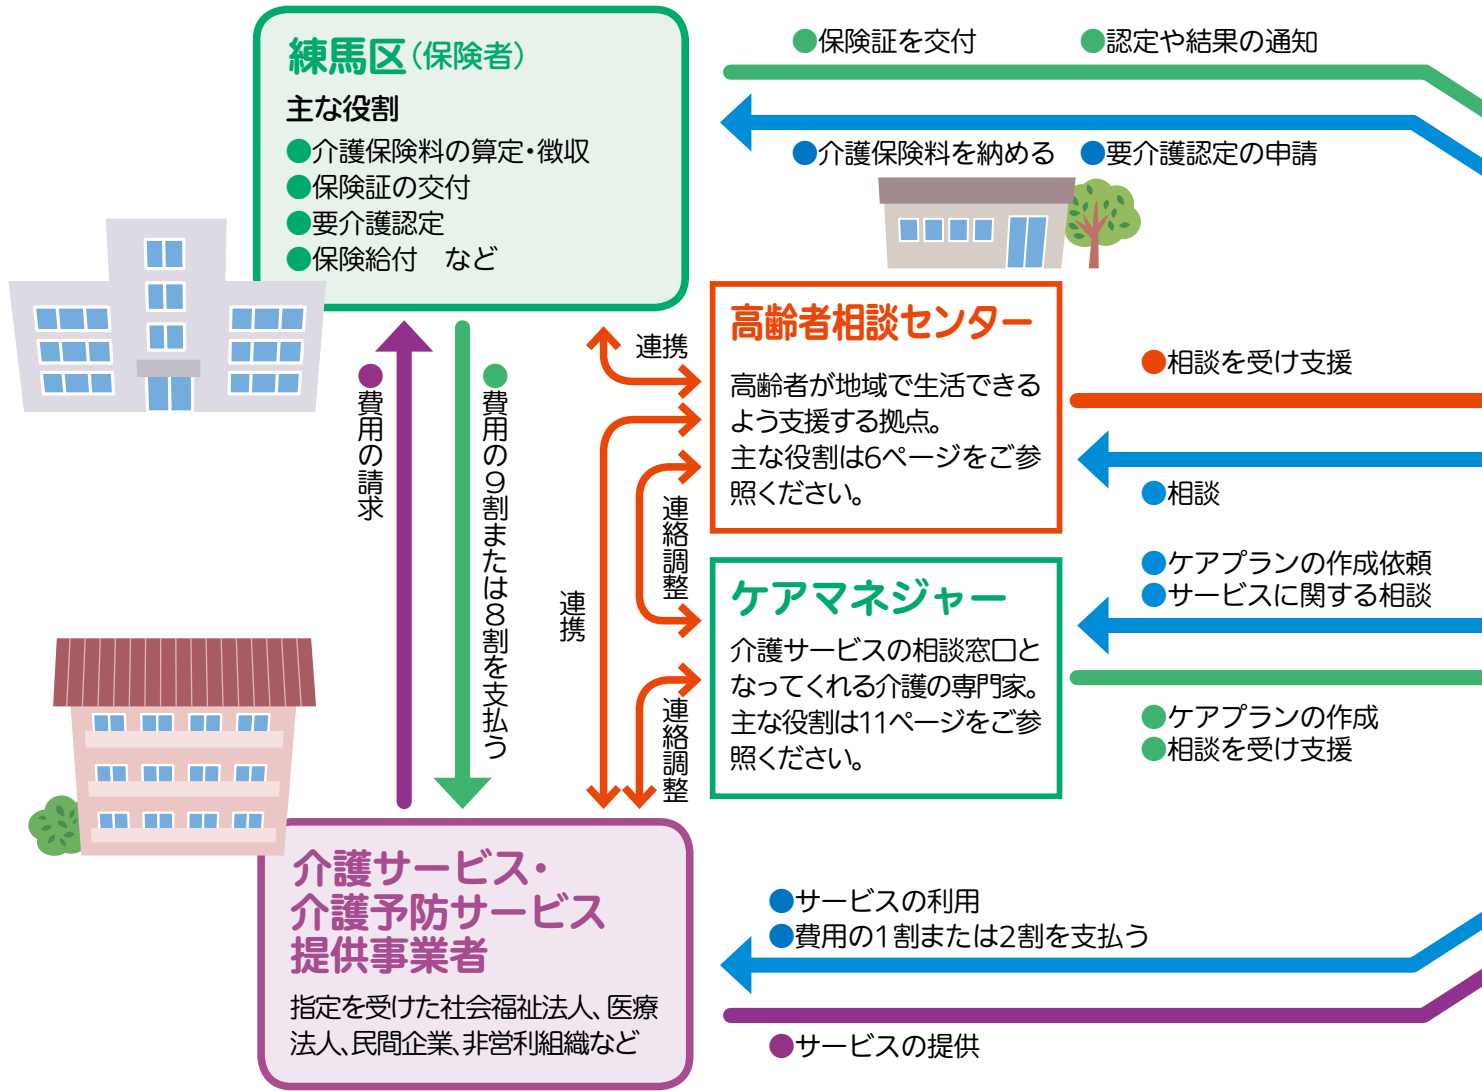 練馬区(保険者)
主な役割
●介護保険料の算定・徴収
●保険証の交付
●要介護認定
●保険給付　など
●保険証を交付
●認定や結果の通知
●介護保険料を納める
●要介護認定の申請
●費用の請求
●費用の9割または8割を支払う
連携
連携
連絡調整
連絡調整
高齢者相談センター
高齢者が地域で生活できる
よう支援する拠点。
主な役割は6ページをご参
照ください。
●相談を受け支援
●相談
ケアマネジャー
介護サービスの相談窓口と
なってくれる介護の専門家。
主な役割は11ページをご参
照ください。
●ケアプランの作成依頼
●サービスに関する相談
●ケアプランの作成
●相談を受け支援
介護サービス・
介護予防サービス
提供事業者
指定を受けた社会福祉法人、医療
法人、民間企業、非営利組織など
●サービスの利用
●費用の1割または2割を支払う
●サービスの提供